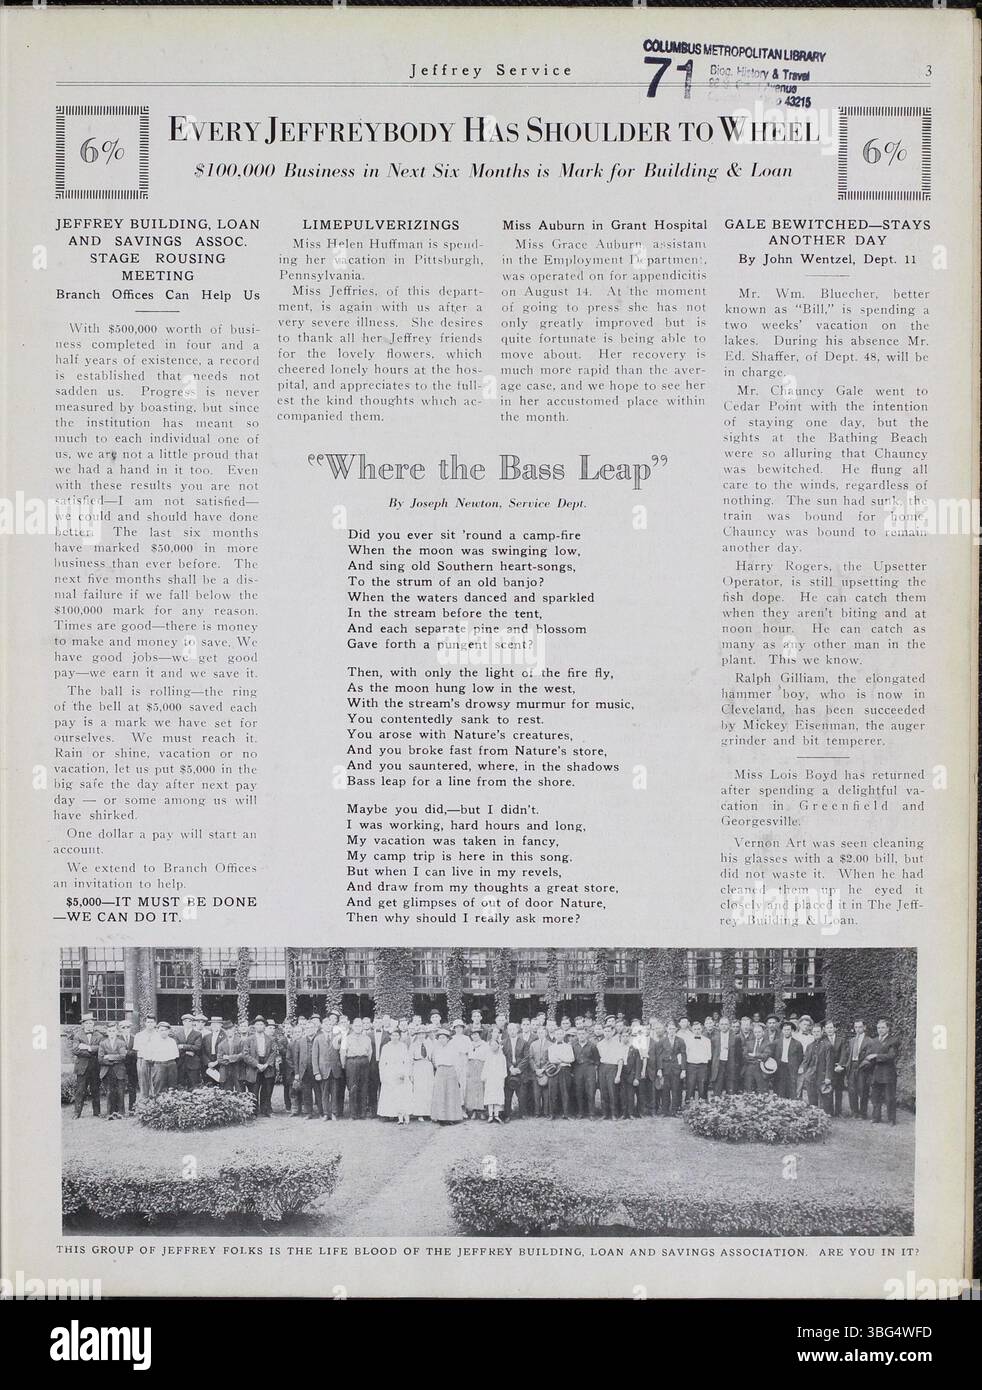 Jeffrey Service
3
COLUMBUS METROPOLITAN LIBRARY
71
History & Travel
43215
6%
EVERY JEFFREYBODY HAS SHOULDER TO WHEEL
$100,000 Business in Next Six Months is Mark for Building & Loan
6%
JEFFREY BUILDING, LOAN
AND SAVINGS ASSOC.
STAGE ROUSING
MEETING
Branch Offices Can Help Us
With $500,000 worth of busi-
ness completed in four and a
half years of existence, a record
is established that needs not
sadden us. Progress is never
measured by boasting, but since
the institution has meant so
much to each individual one of
us, we are not a little proud that
we had a hand in it too. Even
with these results you are not
satisfied—I am not satisfied—
we could and should have done
better. The last six months
have marked $50,000 in more
business than ever before. The
next five months shall be a dis-
mal failure if we fall below the
$100,000 mark for any reason.
Times are good—there is money
to make and money to save. We
have good jobs—we get good
pay—we earn it and we save it.
The ball is rolling—the ring
of the bell at $5,000 saved each
pay is a mark we have set for
ourselves. We must reach it.
Rain or shine, vacation or no
vacation, let us put $5,000 in the
big safe the day after next pay
day — or some among us will
have shirked.
One dollar a pay will start an
account.
We extend to Branch Offices
an invitation to help.
$5,000—IT MUST BE DONE
—WE CAN DO IT.
LIMEPULVERIZINGS
Miss Helen Huffman is spend-
ing her vacation in Pittsburgh,
Pennsylvania.
Miss Jeffries, of this depart-
ment, is again with us after a
very severe illness. She desires
to thank all her Jeffrey friends
for the lovely flowers, which
cheered lonely hours at the hos-
pital, and appreciates to the full-
est the kind thoughts which ac-
companied them.
Miss Auburn in Grant Hospital
Miss Grace Auburn, assistant
in the Employment Department,
was operated on for appendicitis
on August 14. At the moment
of going to press she has not
only greatly improved but is
quite fortunate is being able to
move about. Her recovery is
much more rapid than the aver-
age case, and we hope to see her
in her accustomed place within
the month.
"Where the Bass Leap"
By Joseph Newton, Service Dept.
Did you ever sit 'round a camp-fire
When the moon was swinging low,
And sing old Southern heart-songs,
To the strum of an old banjo?
When the waters danced and sparkled
In the stream before the tent,
And each separate pine and blossom
Gave forth a pungent scent?
Then, with only the light of the fire fly,
As the moon hung low in the west,
With the stream's drowsy murmur for music,
You contentedly sank to rest.
You arose with Nature's creatures,
And you broke fast from Nature's store,
And you sauntered, where, in the shadows
Bass leap for a line from the shore.
Maybe you did,—but I didn't.
I was working, hard hours and long,
My vacation was taken in fancy,
My camp trip is here in this song.
But when I can live in my revels,
And draw from my thoughts a great store,
And get glimpses of out of door Nature,
Then why should I really ask more?
GALE BEWITCHED—STAYS
ANOTHER DAY
By John Wentzel, Dept. 11
Mr. Wm. Bluecher, better
known as "Bill," is spending a
two weeks' vacation on the
lakes. During his absence Mr.
Ed. Shaffer, of Dept. 48, will be
in charge.
Mr. Chauncy Gale went to
Cedar Point with the intention
of staying one day, but the
sights at the Bathing Beach
were so alluring that Chauncy
was bewitched. He flung all
care to the winds, regardless of
nothing. The sun had sunk, the
train was bound for home,
Chauncy was bound to remain
another day.
Harry Rogers, the Upsetter
Operator, is still upsetting the
fish dope. He can catch them
when they aren't biting and at
noon hour. He can catch as
many as any other man in the
plant. This we know.
Ralph Gilliam, the elongated
hammer boy, who is now in
Cleveland, has been succeeded
by Mickey Eisenman, the auger
grinder and bit temperer.
Miss Lois Boyd has returned
after spending a delightful va-
cation in Greenfield and
Georgesville.
Vernon Art was seen cleaning
his glasses with a $2.00 bill, but
did not waste it. When he had
cleaned them up he eyed it
closely and placed it in The Jeff-
rey Building & Loan.
THIS GROUP OF JEFFREY FOLKS IS THE LIFE BLOOD OF THE JEFFREY BUILDING, LOAN AND SAVINGS ASSOCIATION. ARE YOU IN IT?
alamy
Image ID: 3BG4WFD
www.alamy.com